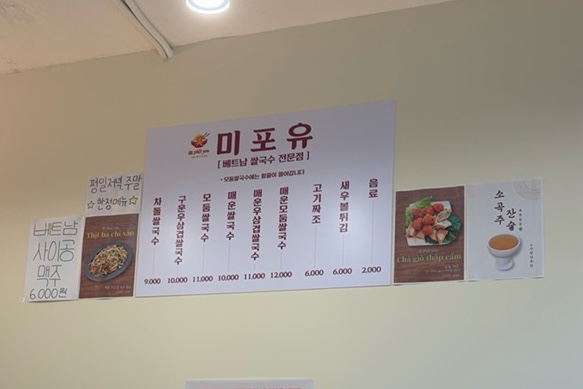 미포유
[ 베트남 쌀국수 전문점 ]
• 모둠쌀국수에는 힘줄이 들어갑니다
차돌쌀국수 9.000
구운우삼겹쌀국수 10.000
모둠쌀국수 11.000
매운쌀국수 10.000
매운우삼겹쌀국수 11.000
매운모둠쌀국수 12.000
고기짜조 6.000
새우볼튀김 6.000
음료 2.000
평일저녁, 주말
☆한정메뉴☆
베트남
사이공
맥주
6.000원
Thịt ba chỉ xào
Chả giò thập cẩm
소곡주
잔술